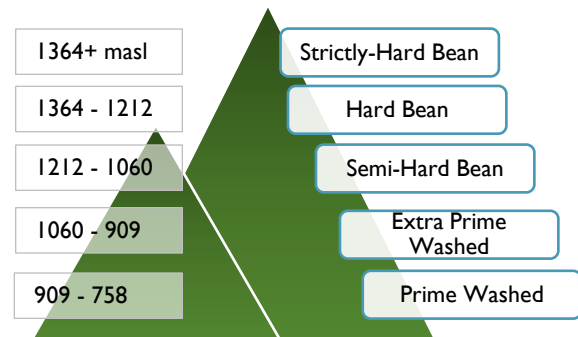 1364+ masl
Strictly-Hard Bean
1364 - 1212
Hard Bean
1212 - 1060
Semi-Hard Bean
1060 - 909
Extra Prime
Washed
909 - 758
Prime Washed